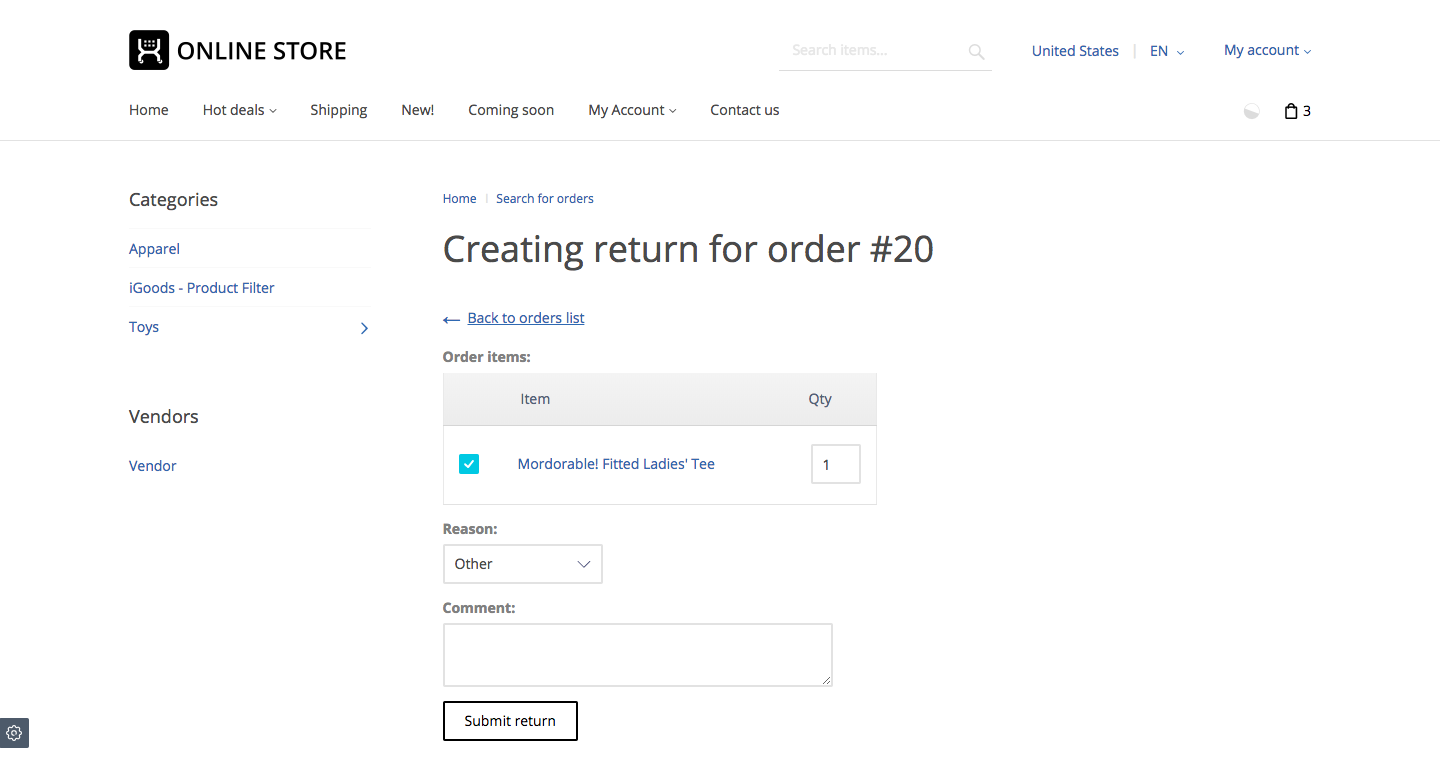 ONLINE STORE
Search items...
United States | EN
My account
Home Hot deals Shipping New! Coming soon My Account Contact us
3
Categories
Apparel
iGoods - Product Filter
Toys
Vendors
Vendor
Home | Search for orders
Creating return for order #20
← Back to orders list
Order items:
Item Qty
Mordorable! Fitted Ladies' Tee 1
Reason:
Other
Comment:
Submit return